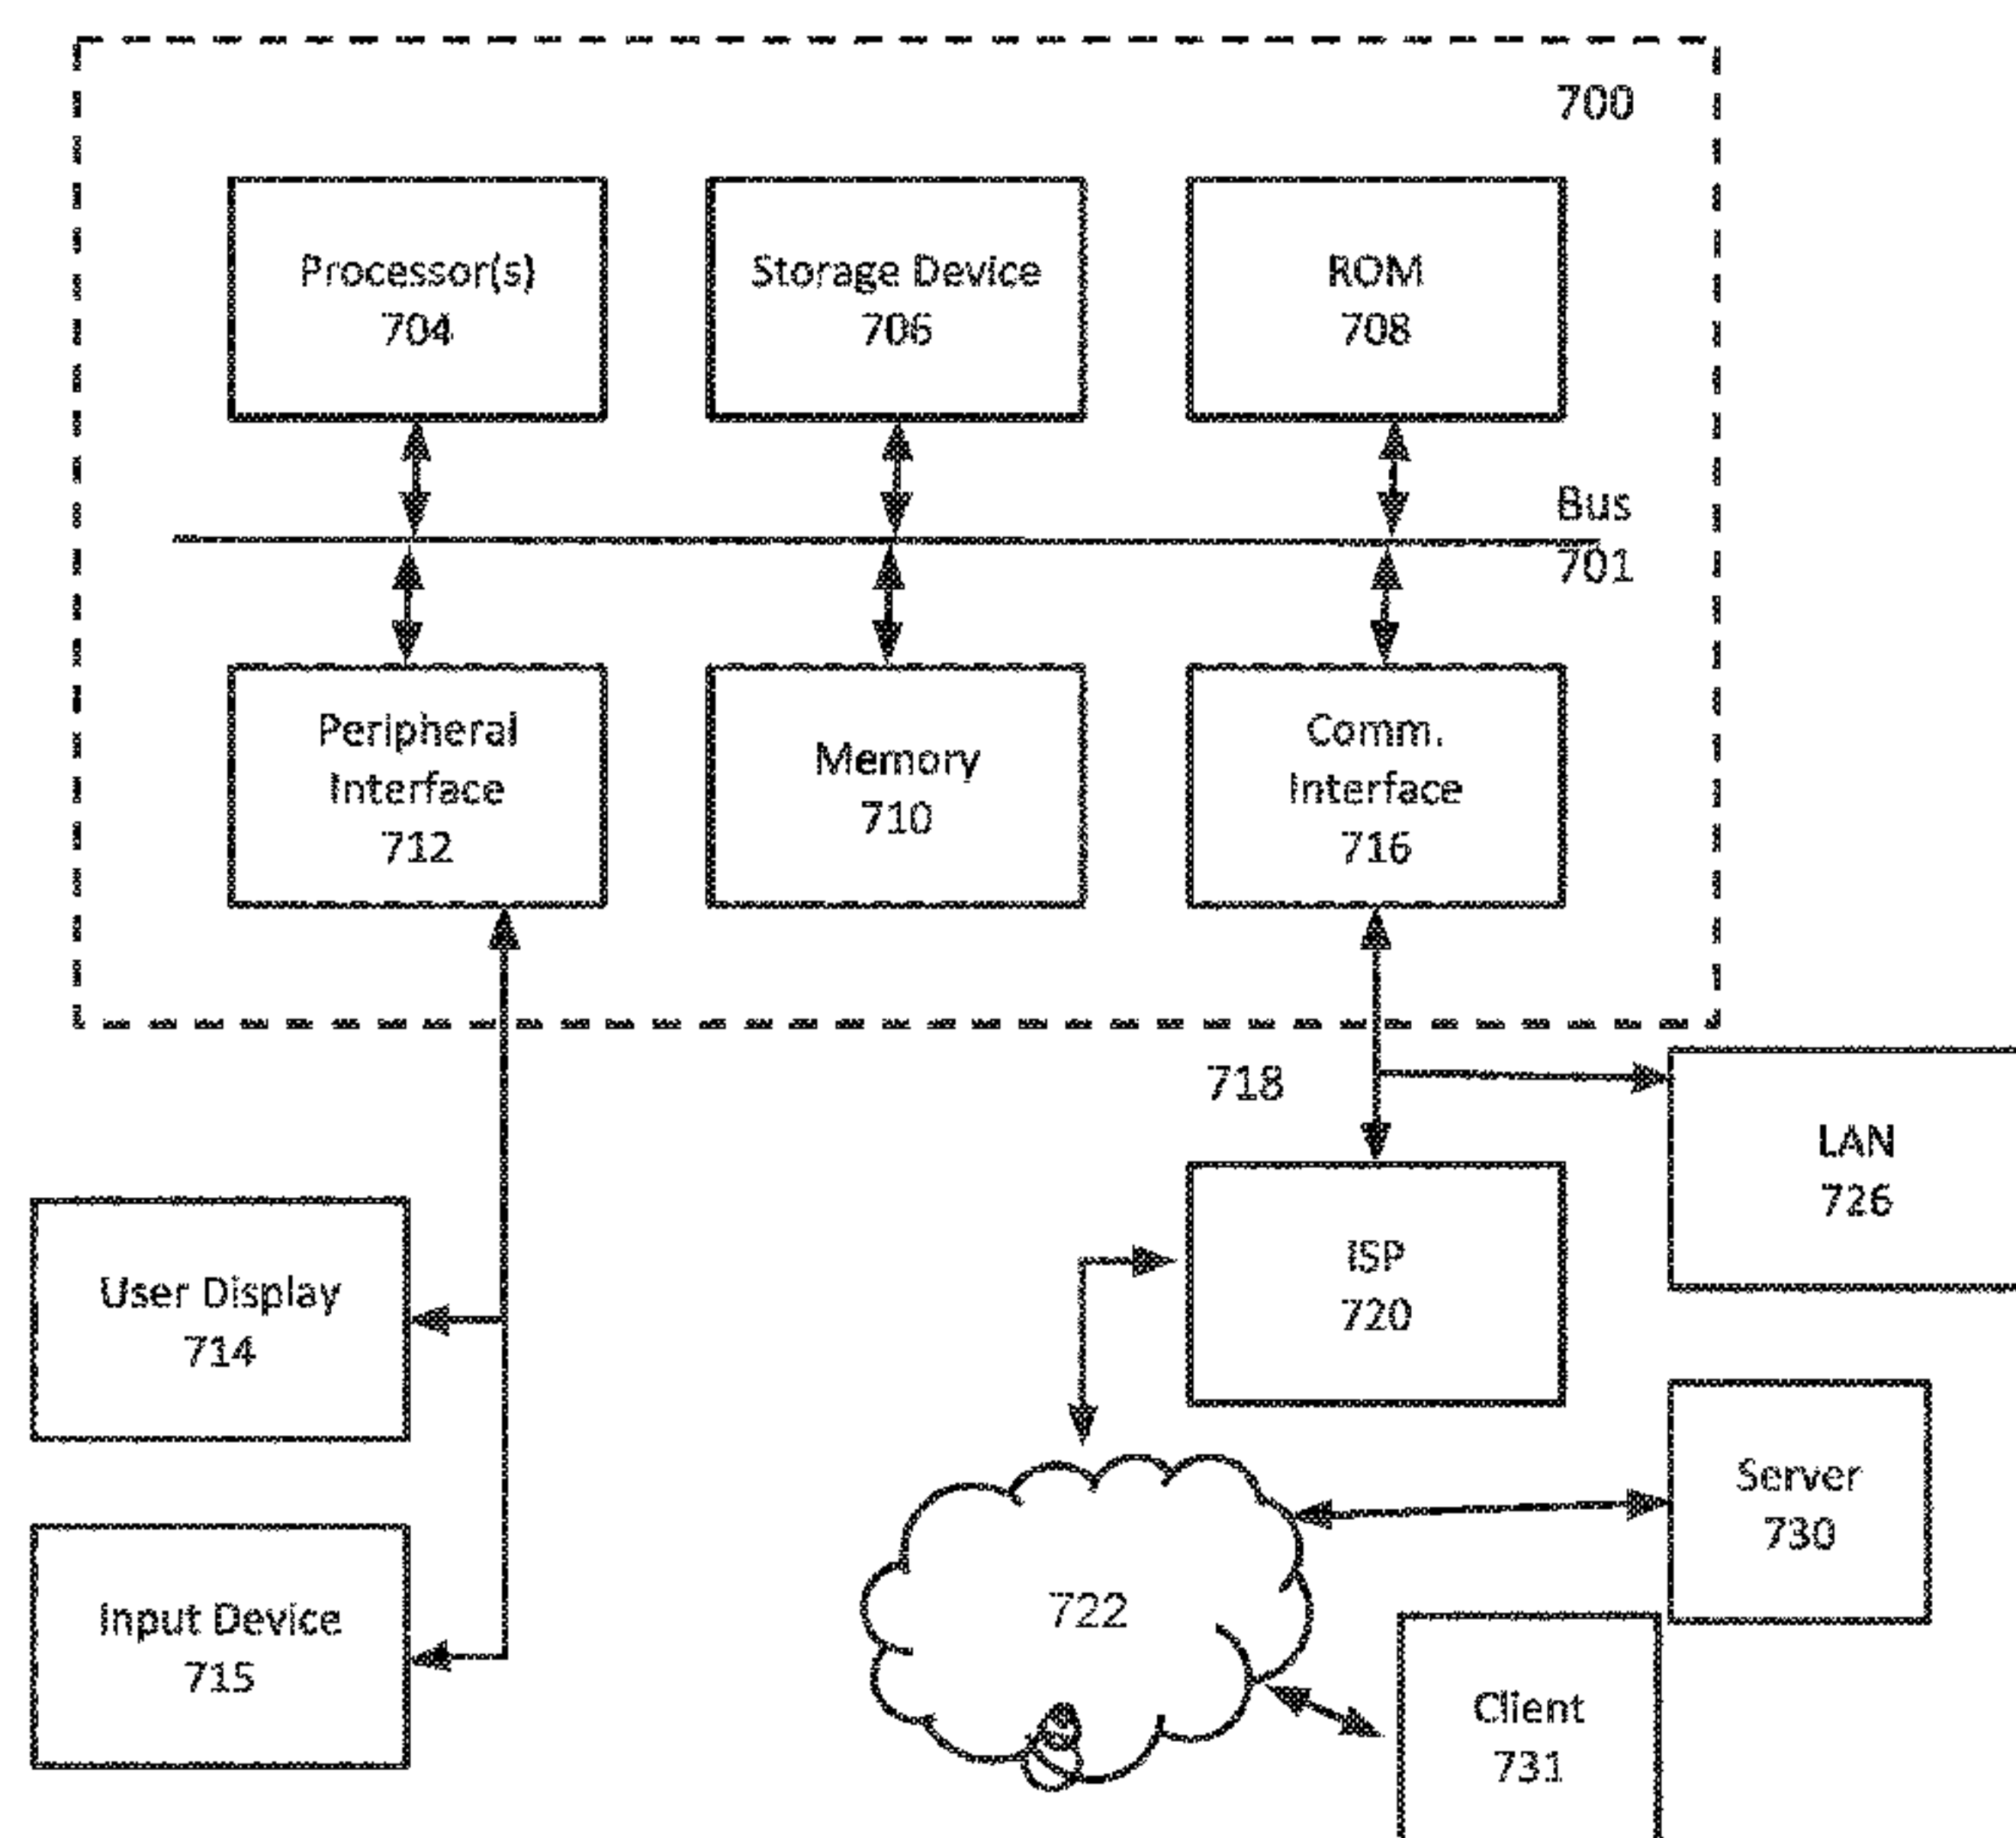 700
Processor(s)
704
Storage Device
706
ROM
708
Bus
701
Peripheral
Interface
712
Memory
710
Comm.
Interface
716
718
LAN
726
User Display
714
ISP
720
Server
730
Input Device
715
722
Client
731